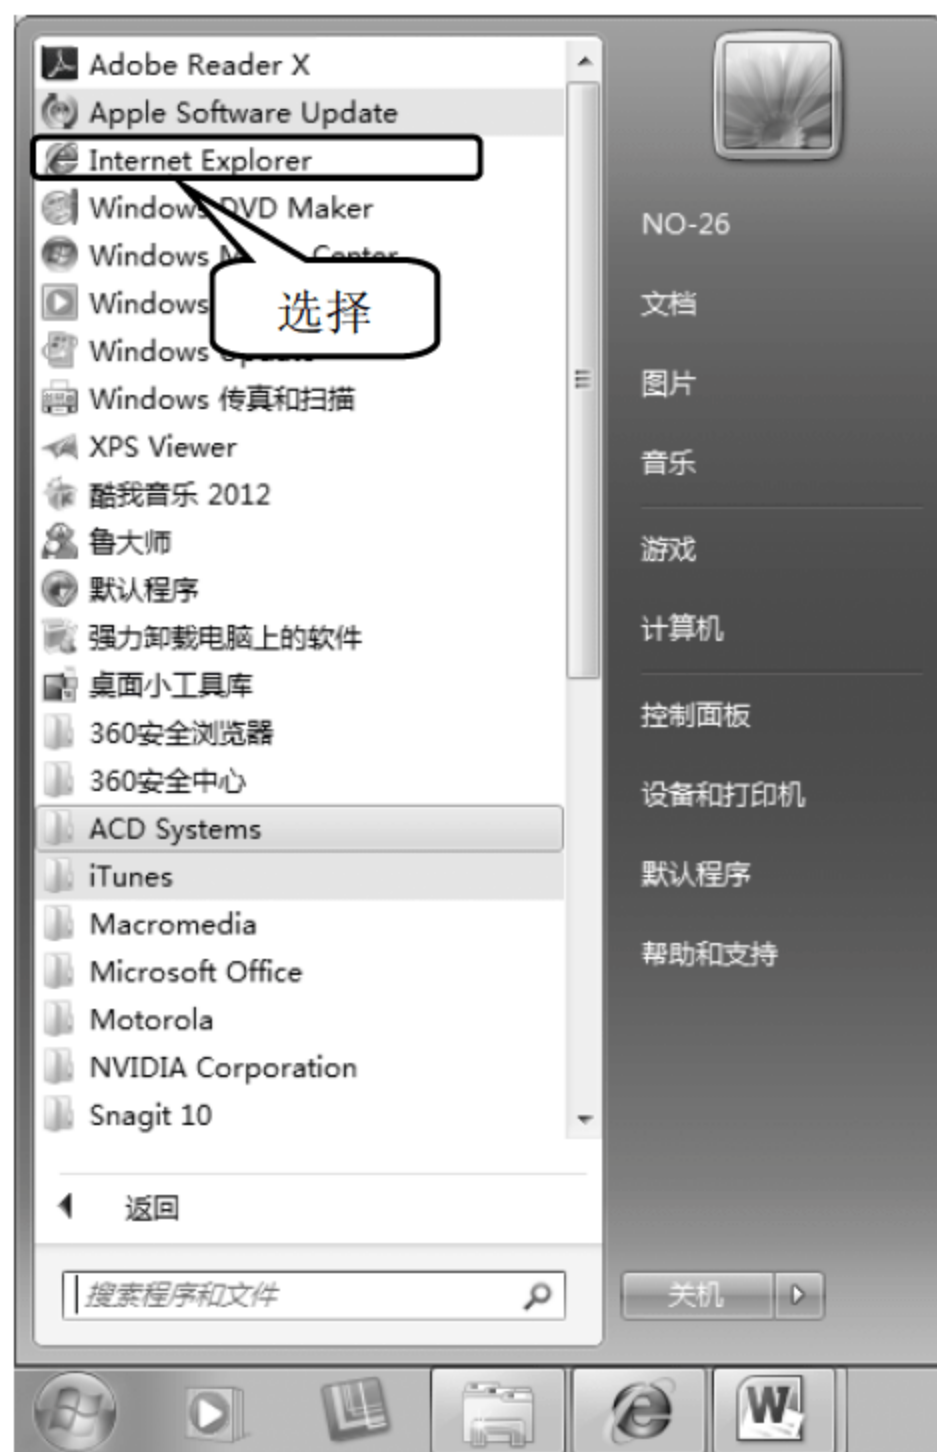 Adobe Reader X
Apple Software Update
Internet Explorer
Windows DVD Maker
Windows Center
Windows
选择
Windows
Windows 传真和扫描
XPS Viewer
酷我音乐 2012
鲁大师
默认程序
强力卸载电脑上的软件
桌面小工具库
360安全浏览器
360安全中心
ACD Systems
iTunes
Macromedia
Microsoft Office
Motorola
NVIDIA Corporation
Snagit 10
返回
搜索程序和文件
NO-26
文档
图片
音乐
游戏
计算机
控制面板
设备和打印机
默认程序
帮助和支持
关机